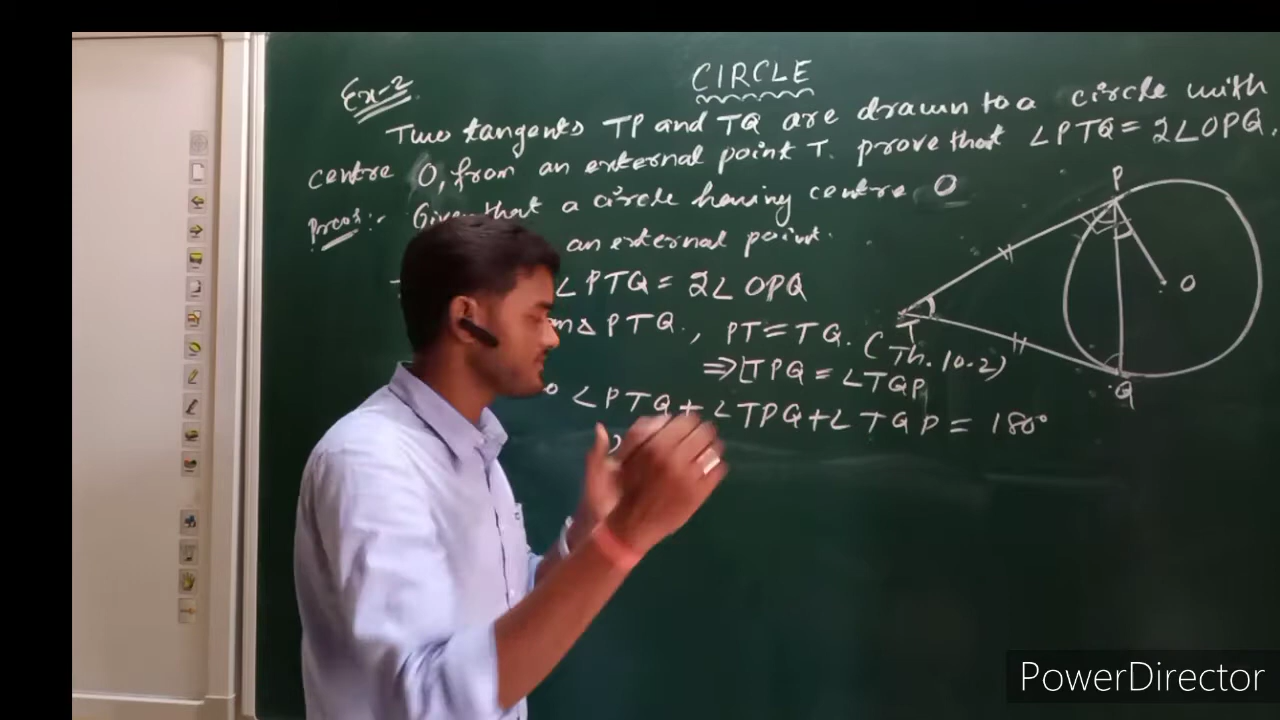 CIRCLE
Ex-2
Two tangents TP and TQ are drawn to a circle with
centre O, from an external point T. prove that ∠PTQ = 2∠OPQ.
Proof:- Given that a circle having centre O
an external point.
∠PTQ = 2∠OPQ
△PTQ, PT = TQ. (Th. 10.2)
⇒ ∠TPQ = ∠TQP
∠PTQ + ∠TPQ + ∠TQP = 180°
P
O
T
Q
PowerDirector